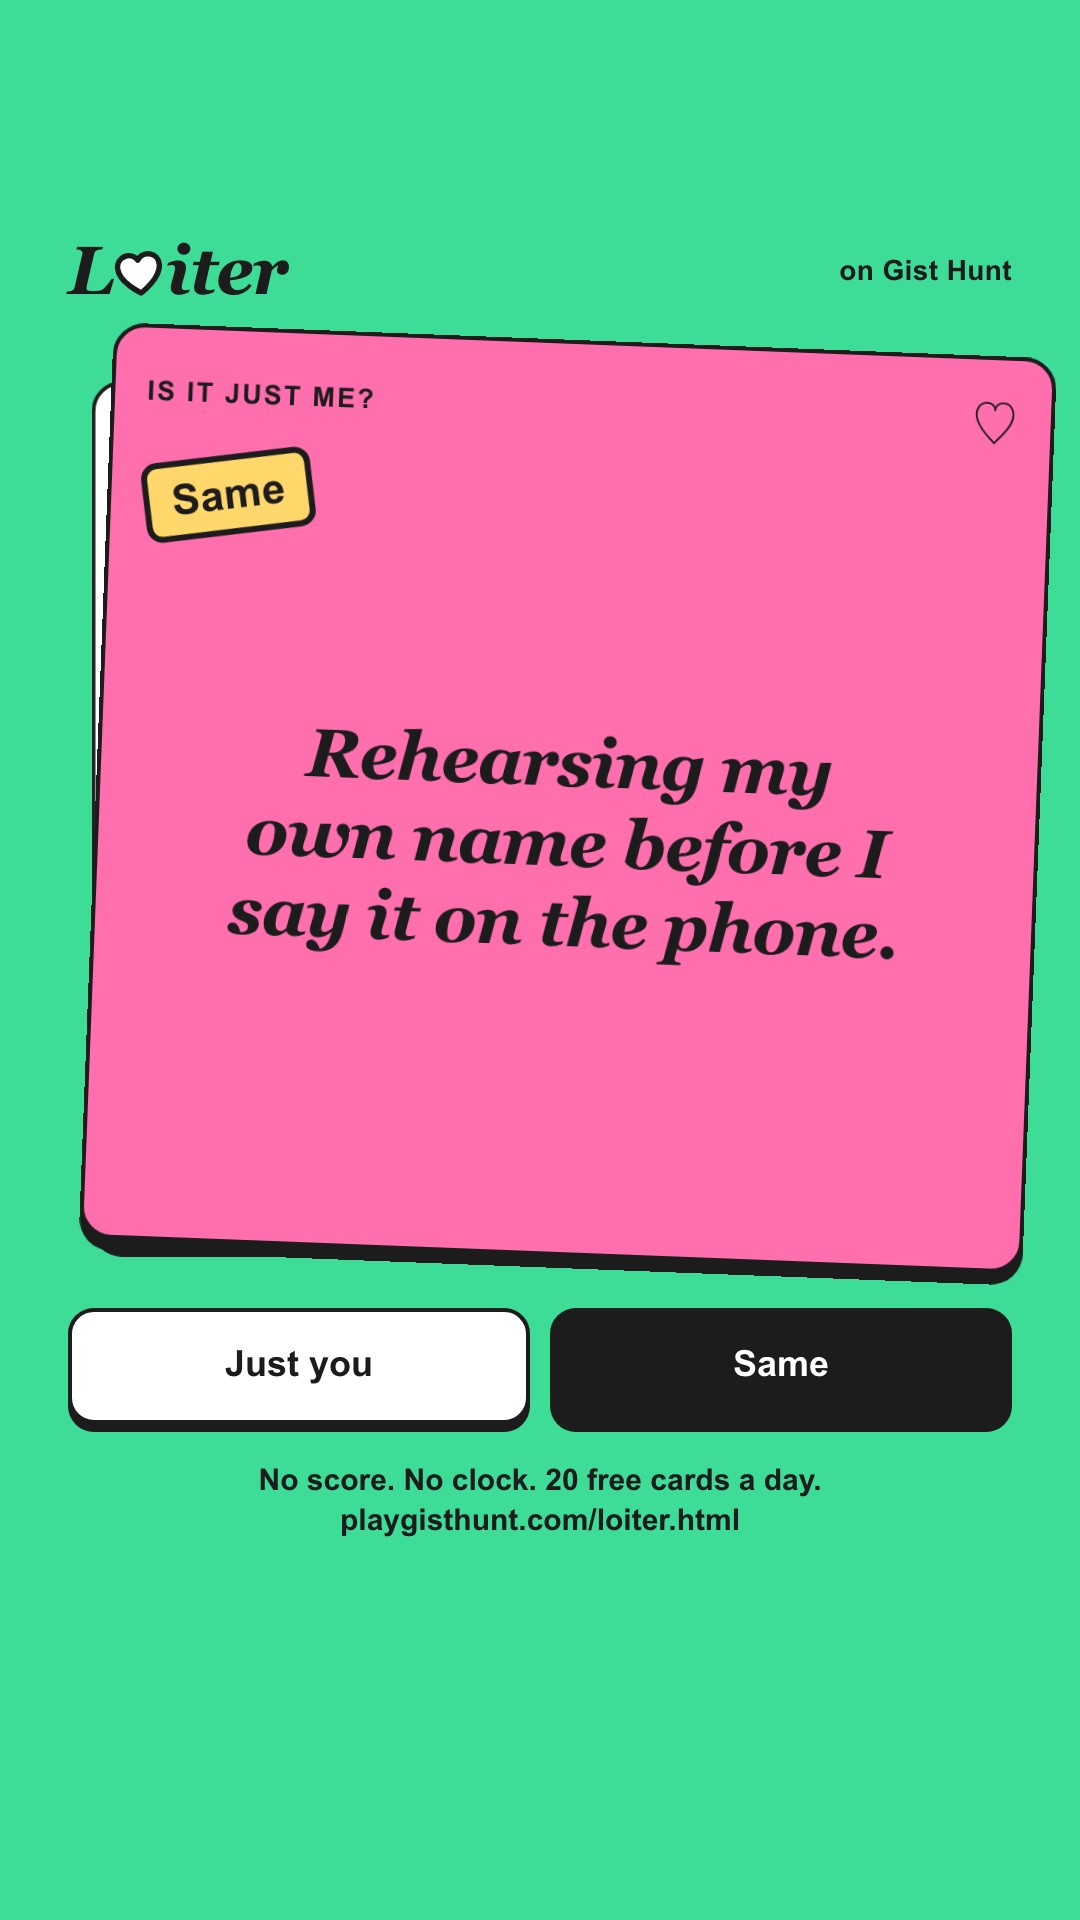 Loiter
on Gist Hunt
IS IT JUST ME?
Same
Rehearsing my
own name before I
say it on the phone.
Just you
Same
No score. No clock. 20 free cards a day.
playgisthunt.com/loiter.html